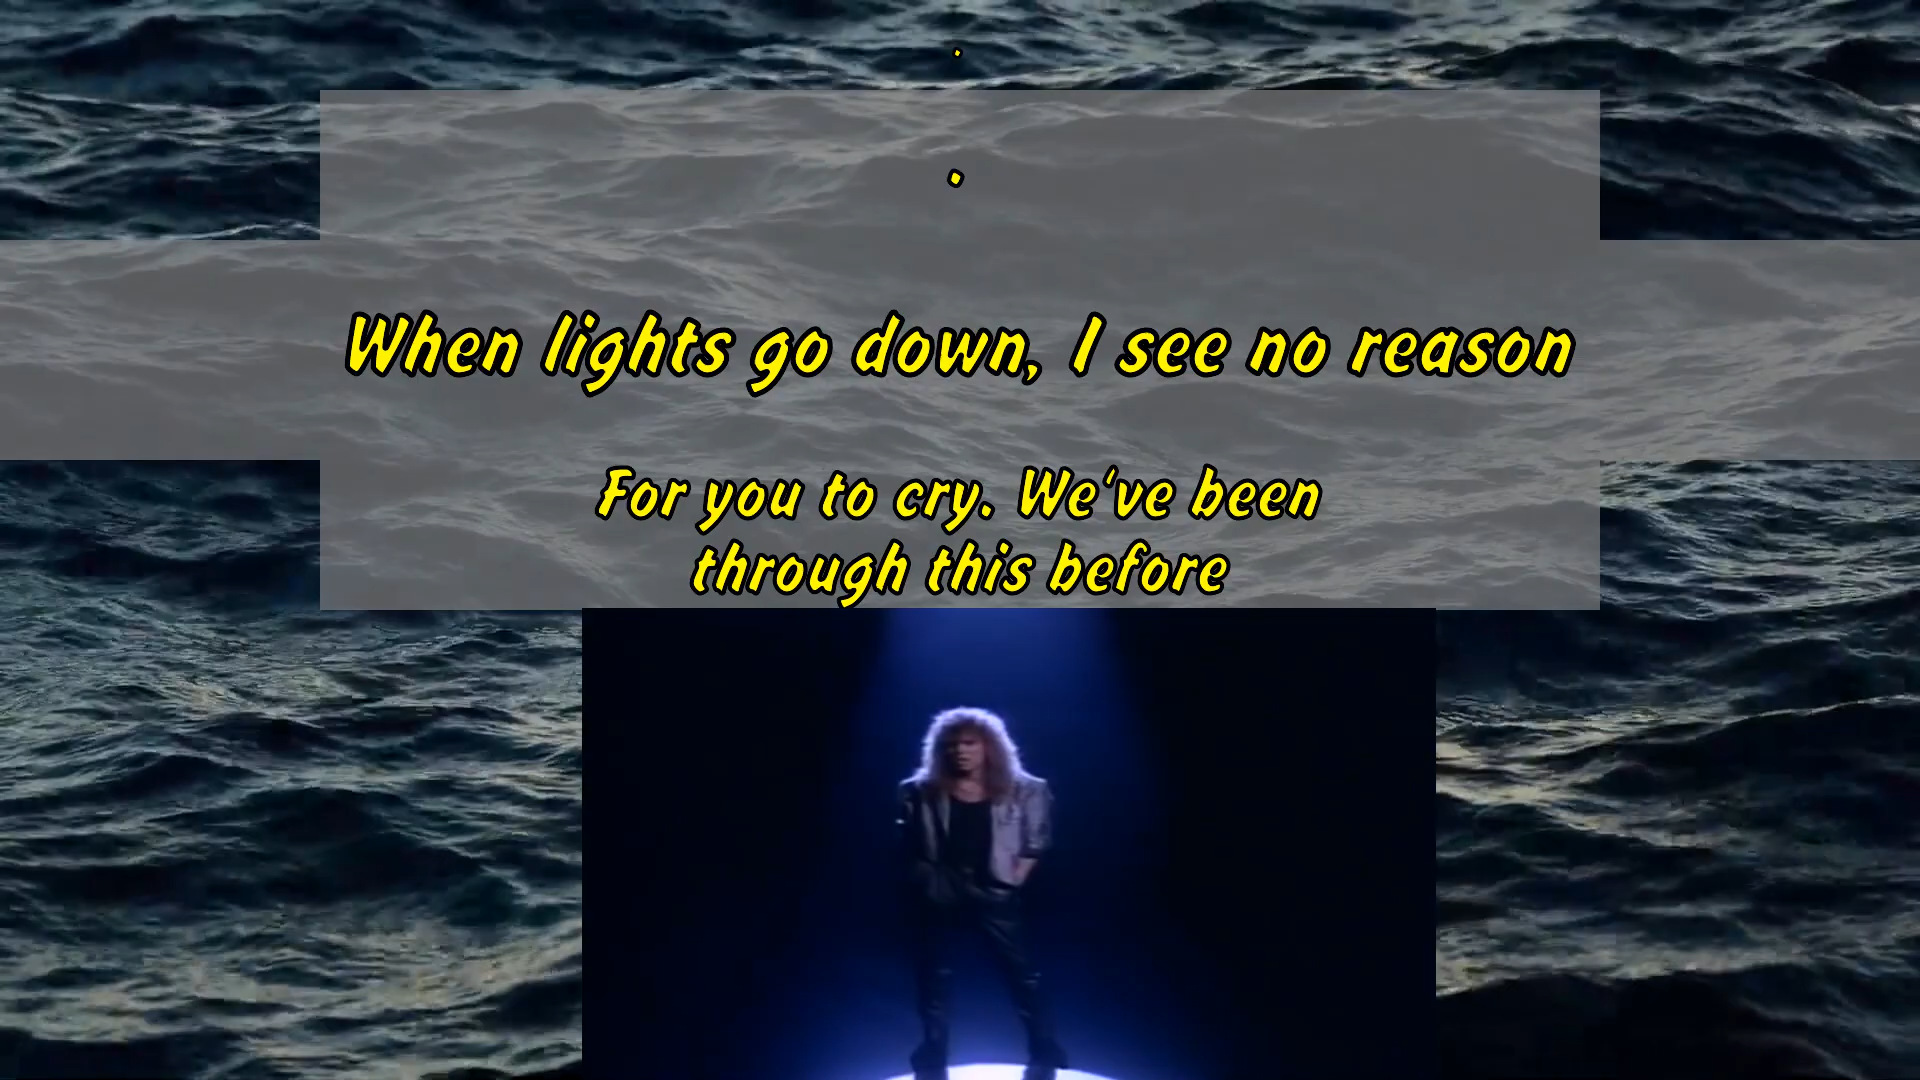 .
.
When lights go down, I see no reason
For you to cry. We've been
through this before